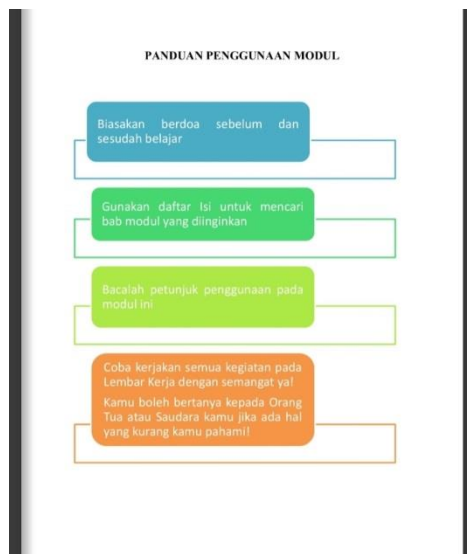 PANDUAN PENGGUNAAN MODUL
Biasakan berdoa sebelum dan
sesudah belajar
Gunakan daftar Isi untuk mencari
bab modul yang diinginkan
Bacalah petunjuk penggunaan pada
modul ini
Coba kerjakan semua kegiatan pada
Lembar Kerja dengan semangat ya!
Kamu boleh bertanya kepada Orang
Tua atau Saudara kamu jika ada hal
yang kurang kamu pahami!